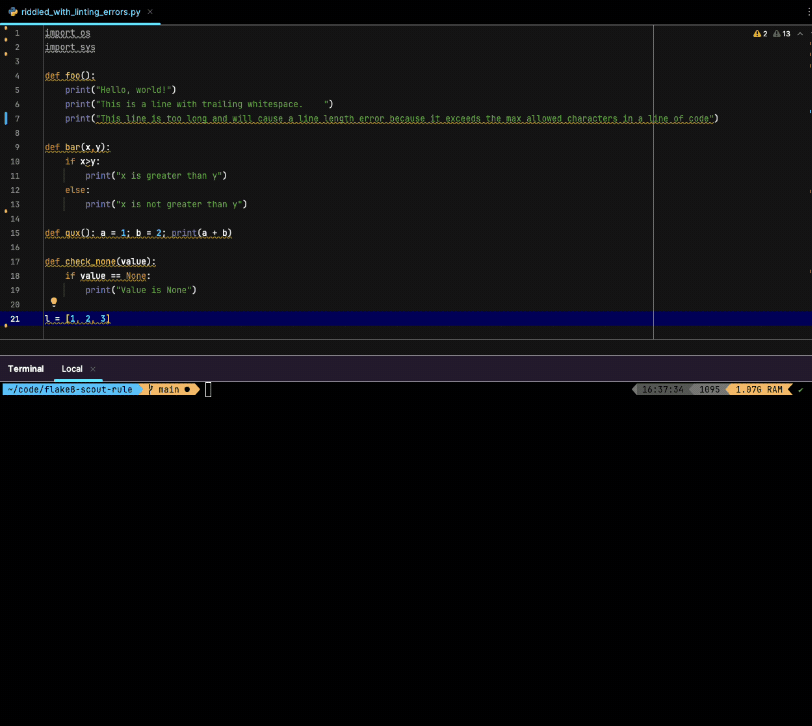 riddled_with_linting_errors.py ×
2 13
1 import os
2 import sys
3
4 def foo():
5 print("Hello, world!")
6 print("This is a line with trailing whitespace.    ")
7 print("This line is too long and will cause a line length error because it exceeds the max allowed characters in a line of code")
8
9 def bar(x,y):
10 if x>y:
11 print("x is greater than y")
12 else:
13 print("x is not greater than y")
14
15 def qux(): a = 1; b = 2; print(a + b)
16
17 def check_none(value):
18 if value == None:
19 print("Value is None")
20
21 l = [1, 2, 3]
Terminal Local ×
~/code/flake8-scout-rule main ● 16:37:34 1095 1.07G RAM ✔